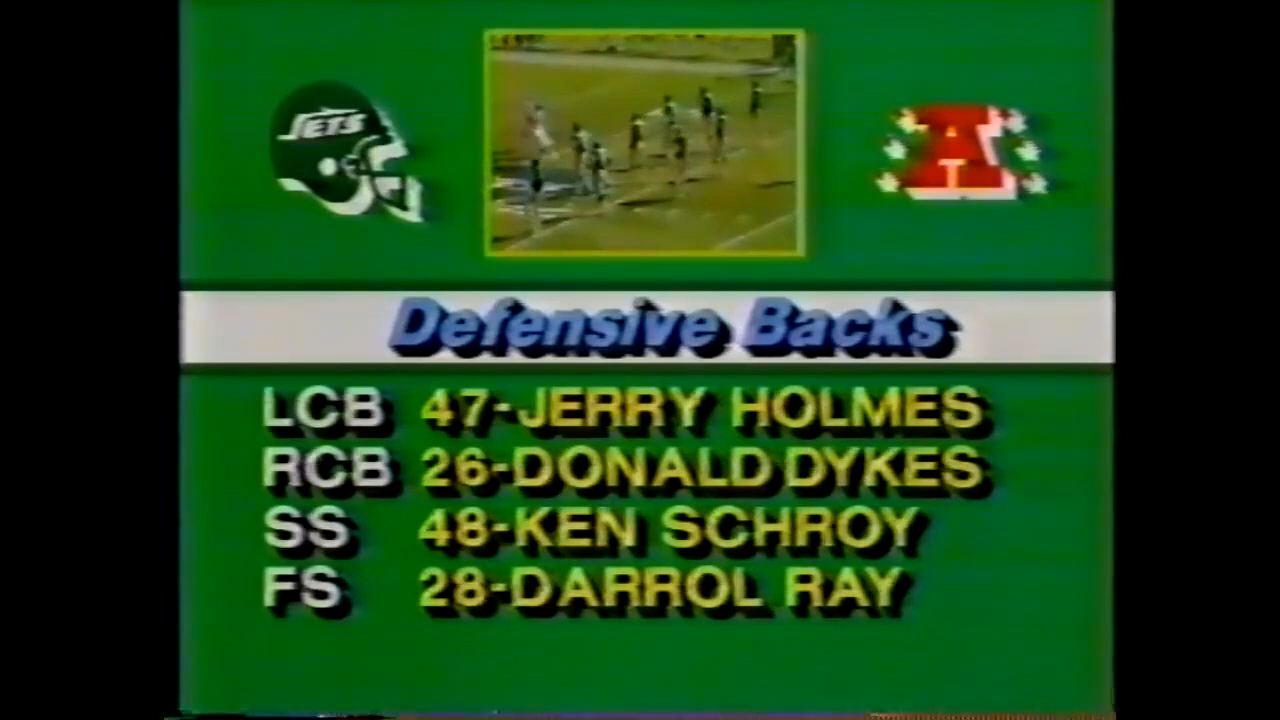 JETS
A
Defensive Backs
LCB 47-JERRY HOLMES
RCB 26-DONALD DYKES
SS 48-KEN SCHROY
FS 28-DARROL RAY